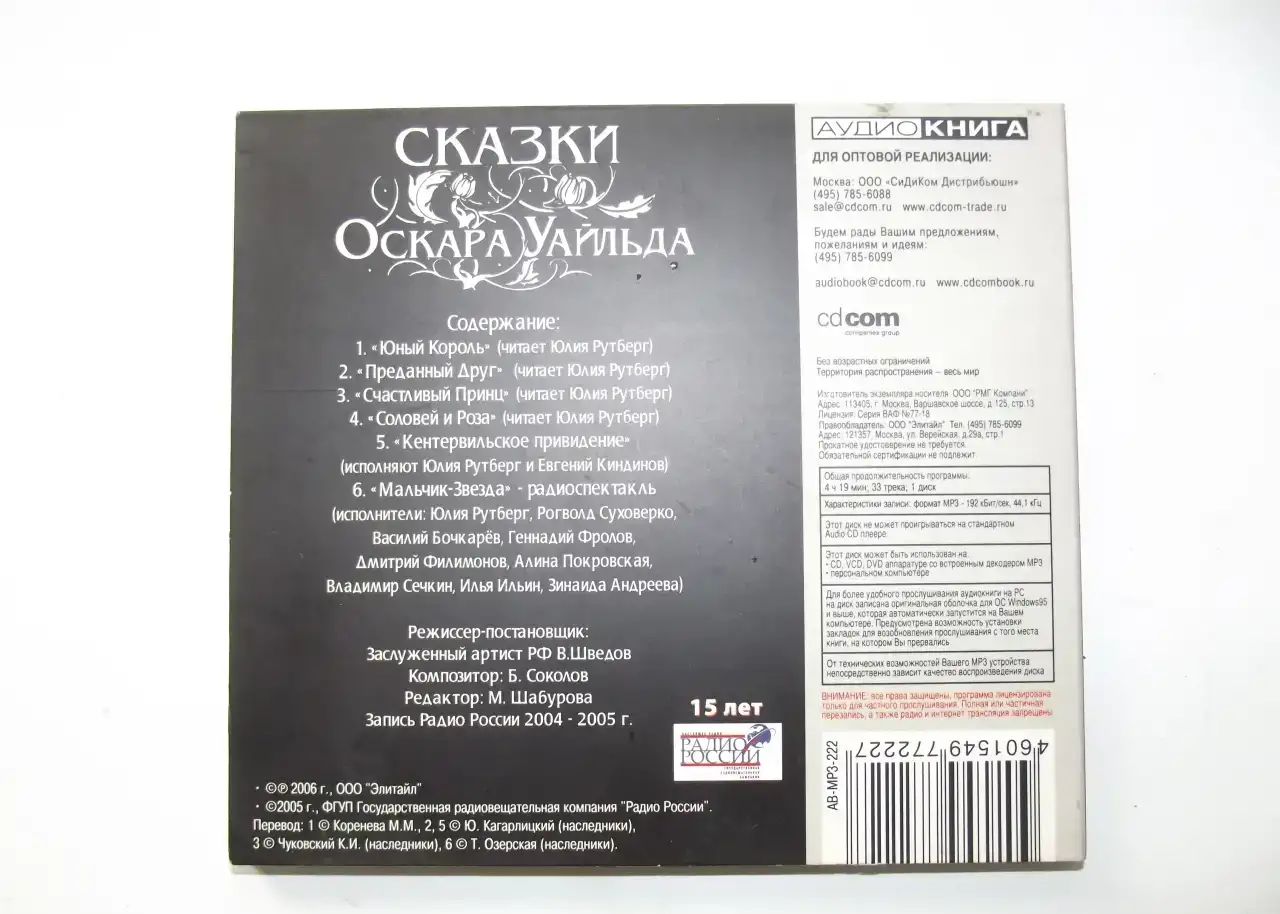 СКАЗКИ
ОСКАРА УАЙЛЬДА
Содержание:
1. «Юный Король» (читает Юлия Рутберг)
2. «Преданный Друг» (читает Юлия Рутберг)
3. «Счастливый Принц» (читает Юлия Рутберг)
4. «Соловей и Роза» (читает Юлия Рутберг)
5. «Кентервильское привидение»
(исполняют Юлия Рутберг и Евгений Киндинов)
6. «Мальчик-Звезда» - радиоспектакль
(исполнители: Юлия Рутберг, Рогволд Суховерко,
Василий Бочкарёв, Геннадий Фролов,
Дмитрий Филимонов, Алина Покровская,
Владимир Сечкин, Илья Ильин, Зинаида Андреева)
Режиссер-постановщик:
Заслуженный артист РФ В.Шведов
Композитор: Б. Соколов
Редактор: М. Шабурова
Запись Радио России 2004 - 2005 г.
15 лет
РАДИО
РОССИИ
· ©℗ 2006 г., ООО "Элитайл"
· ©2005 г., ФГУП Государственная радиовещательная компания "Радио России".
Перевод: 1 © Коренева М.М., 2, 5 © Ю. Кагарлицкий (наследники),
3 © Чуковский К.И. (наследники), 6 © Т. Озерская (наследники).
АУДИОКНИГА
ДЛЯ ОПТОВОЙ РЕАЛИЗАЦИИ:
Москва: ООО «СиДиКом Дистрибьюшн»
(495) 785-6088
sale@cdcom.ru www.cdcom-trade.ru
Будем рады Вашим предложениям,
пожеланиям и идеям:
(495) 785-6099
audiobook@cdcom.ru www.cdcombook.ru
cdcom
companies group
Без возрастных ограничений
Территория распространения – весь мир
Изготовитель экземпляра носителя ООО "РМГ Компани"
Адрес: 113405, г. Москва, Варшавское шоссе, д. 125, стр.13
Лицензия: Серия ВАФ №77-18
Правообладатель: ООО "Элитайл" Тел. (495) 785-6099
Адрес: 121357, Москва, ул. Верейская, д.29а, стр.1
Прокатное удостоверение не требуется.
Обязательной сертификации не подлежит.
Общая продолжительность программы:
4 ч 19 мин; 33 трека; 1 диск
Характеристики записи: формат MP3 - 192 кБит/сек, 44,1 кГц
Этот диск не может проигрываться на стандартном
Audio CD плеере.
Этот диск может быть использован на:
• CD, VCD, DVD аппаратуре со встроенным декодером MP3
• персональном компьютере
Для более удобного прослушивания аудиокниги на PC
на диск записана оригинальная оболочка для ОС Windows95
и выше, которая автоматически запустится на Вашем
компьютере. Предусмотрена возможность установки
закладок для возобновления прослушивания с того места
книги, на котором Вы прервались
От технических возможностей Вашего MP3 устройства
непосредственно зависит качество воспроизведения диска
ВНИМАНИЕ: все права защищены, программа лицензирована
только для частного прослушивания. Полная или частичная
перезапись, а также радио и интернет трансляция запрещены
AB-MP3-222
4601549772227